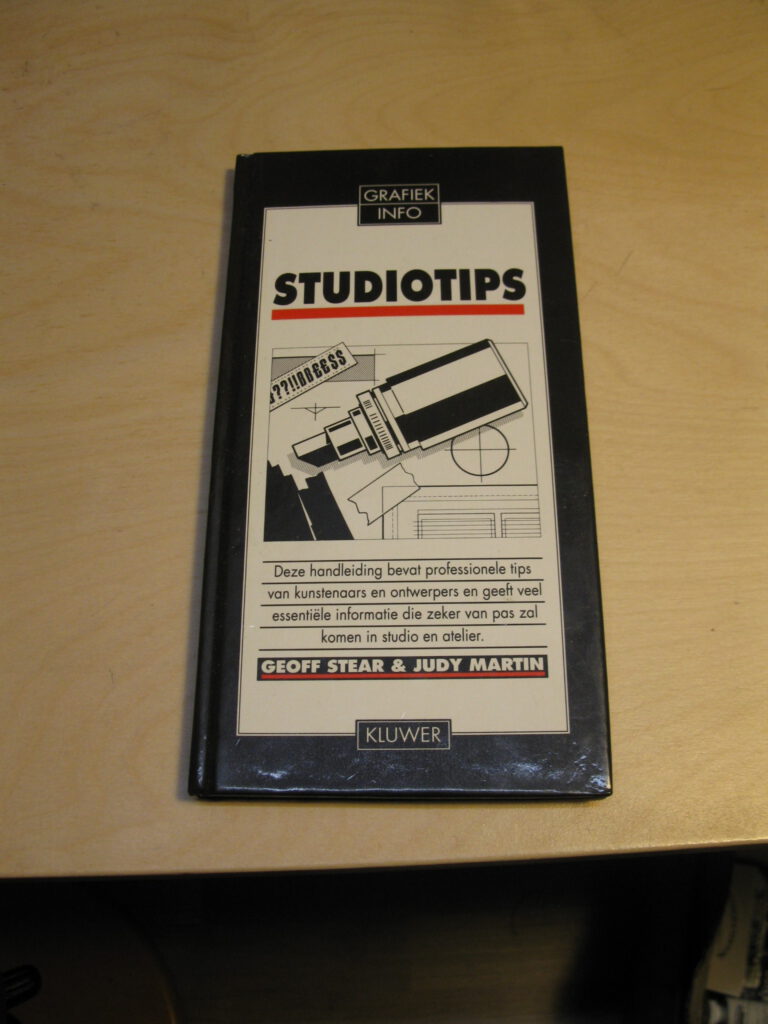 GRAFIEK
INFO
STUDIOTIPS
Deze handleiding bevat professionele tips
van kunstenaars en ontwerpers en geeft veel
essentiële informatie die zeker van pas zal
komen in studio en atelier.
GEOFF STEAR & JUDY MARTIN
KLUWER